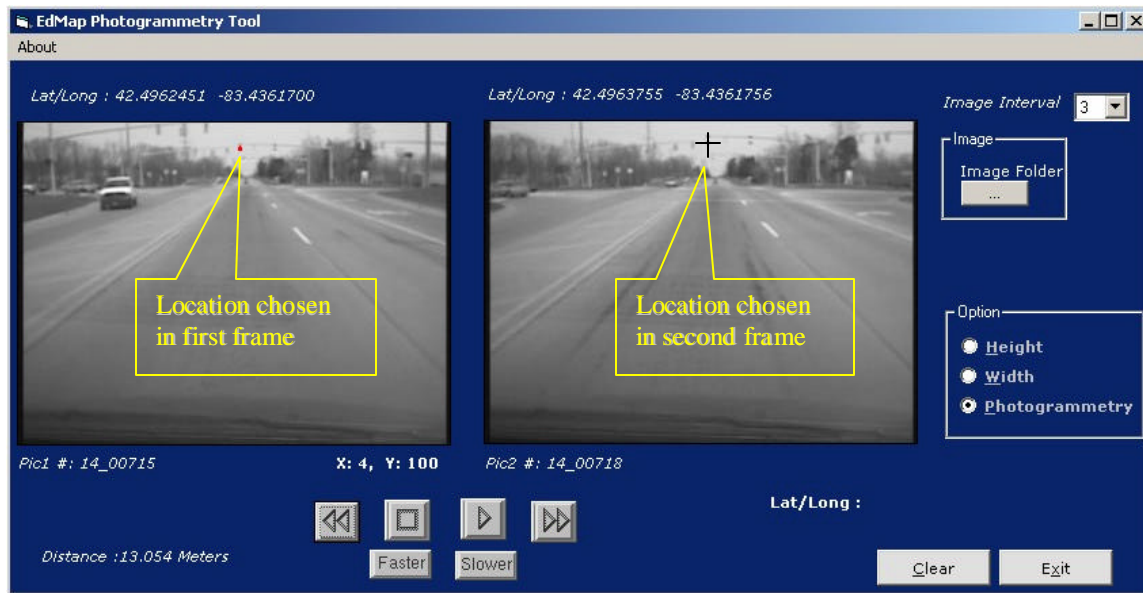 EdMap Photogrammetry Tool
About
Lat/Long : 42.4962451 -83.4361700
Lat/Long : 42.4963755 -83.4361756
Image Interval 3
Image
Image Folder
...
Location chosen
in first frame
Location chosen
in second frame
Option
Height
Width
Photogrammetry
Pic1 #: 14_00715
X: 4, Y: 100
Pic2 #: 14_00718
Lat/Long :
Distance :13.054 Meters
Faster
Slower
Clear
Exit